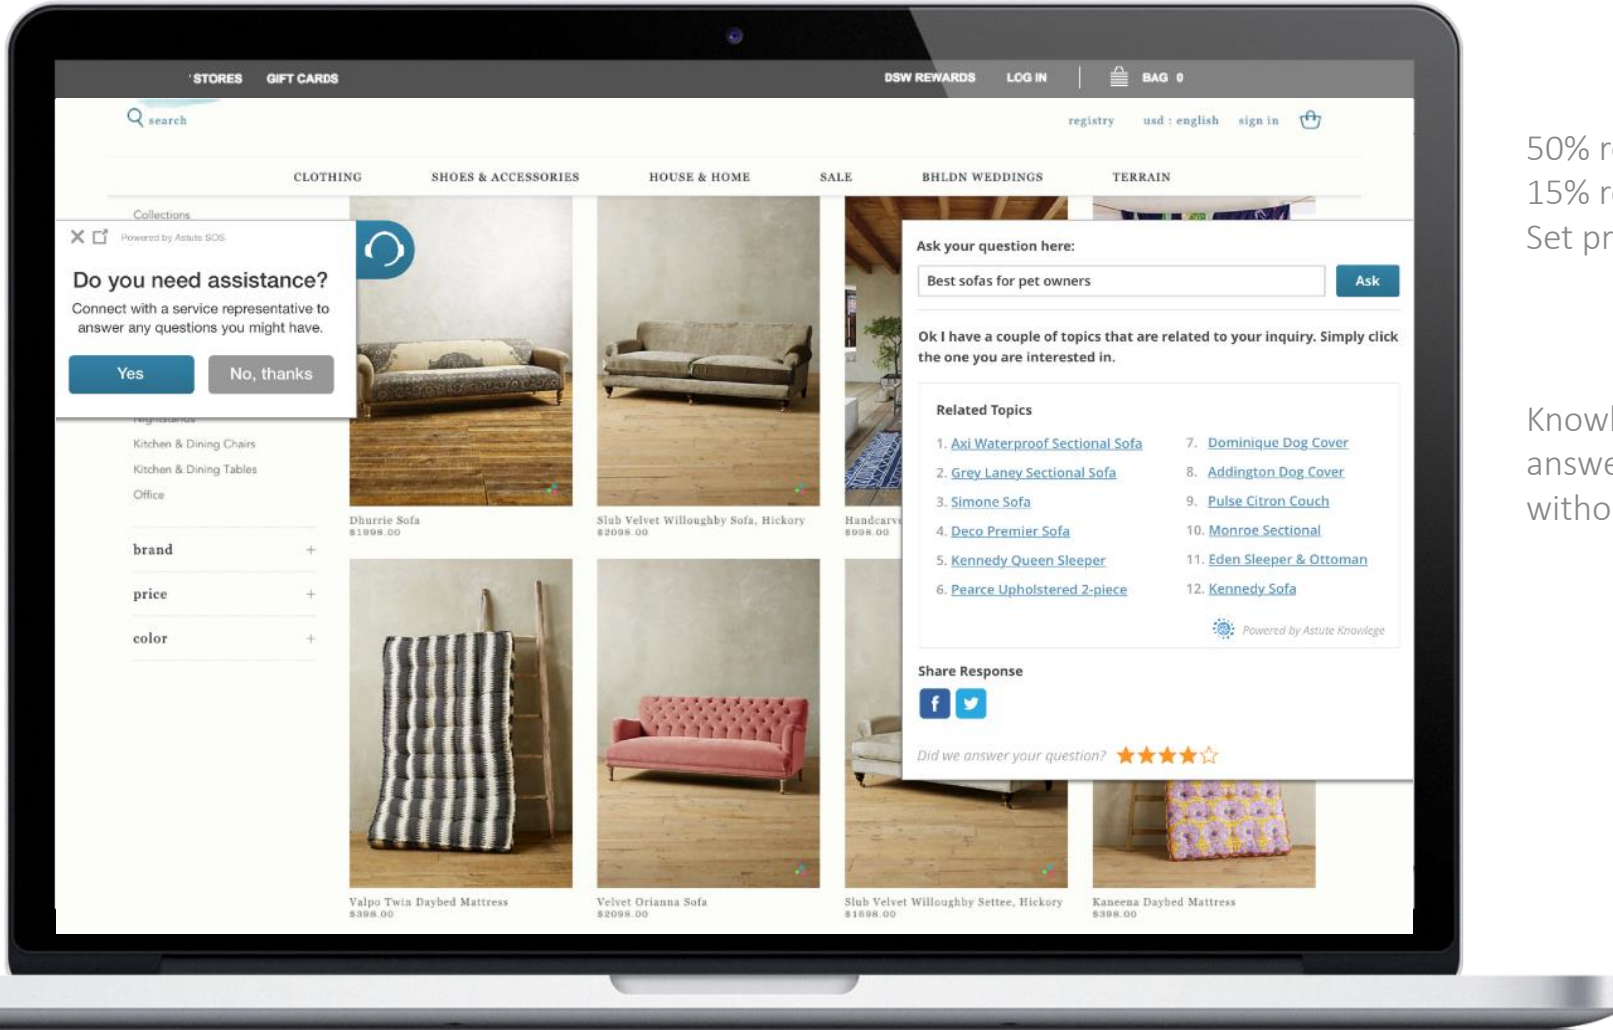 STORES GIFT CARDS DSW REWARDS LOG IN BAG 0
search registry usd : english sign in
CLOTHING SHOES & ACCESSORIES HOUSE & HOME SALE BHLDN WEDDINGS TERRAIN
Collections
Powered by Astute SOS
Do you need assistance?
Connect with a service representative to
answer any questions you might have.
Yes No, thanks
Nightstands
Kitchen & Dining Chairs
Kitchen & Dining Tables
Office
brand +
price +
color +
Dhurrie Sofa
$1998.00
Slub Velvet Willoughby Sofa, Hickory
$2098.00
Handcarve
$998.00
Valpo Twin Daybed Mattress
$398.00
Velvet Orianna Sofa
$2098.00
Slub Velvet Willoughby Settee, Hickory
$1698.00
Kaneena Daybed Mattress
$398.00
Ask your question here:
Best sofas for pet owners Ask
Ok I have a couple of topics that are related to your inquiry. Simply click
the one you are interested in.
Related Topics
1. Axi Waterproof Sectional Sofa
2. Grey Laney Sectional Sofa
3. Simone Sofa
4. Deco Premier Sofa
5. Kennedy Queen Sleeper
6. Pearce Upholstered 2-piece
7. Dominique Dog Cover
8. Addington Dog Cover
9. Pulse Citron Couch
10. Monroe Sectional
11. Eden Sleeper & Ottoman
12. Kennedy Sofa
Powered by Astute Knowlege
Share Response
Did we answer your question?
50% r
15% r
Set pr
Know
answe
witho